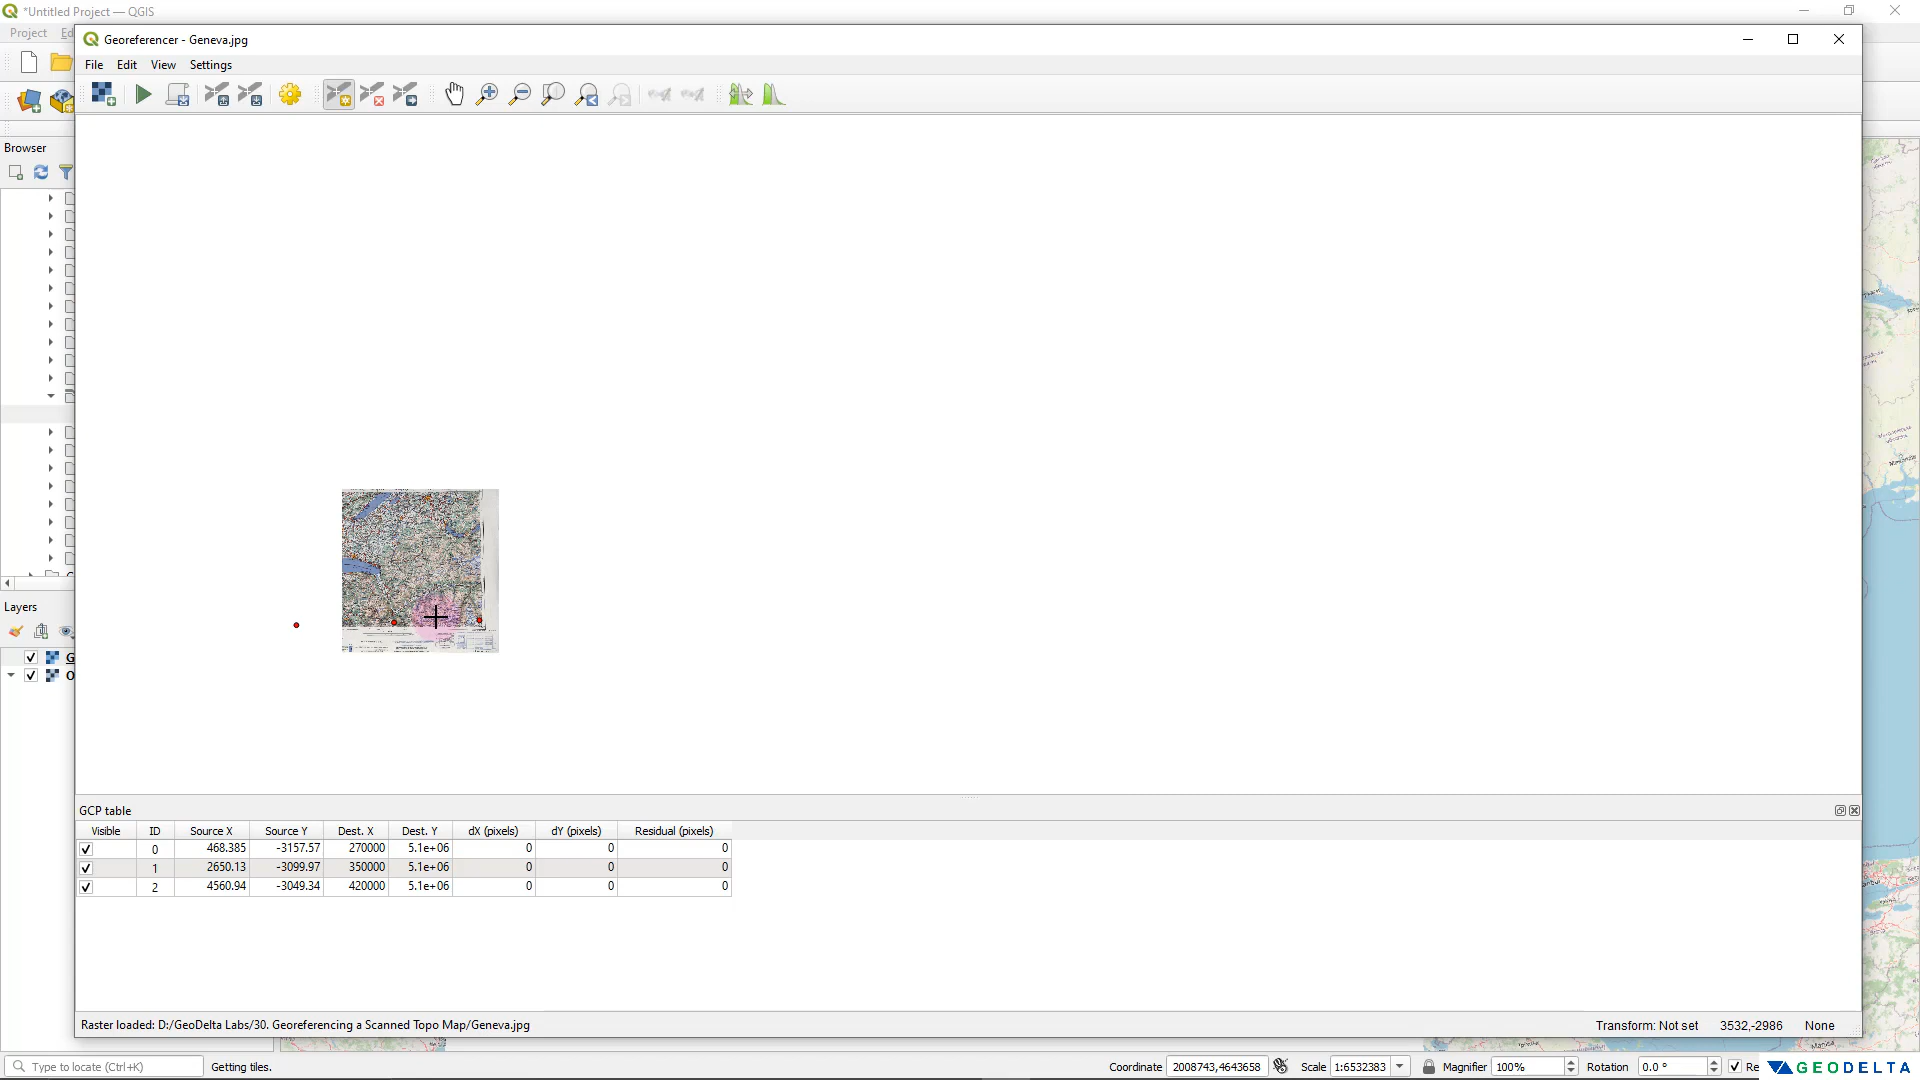 *Untitled Project — QGIS
Project Ed
Georeferencer - Geneva.jpg
File Edit View Settings
Browser
Layers
G
O
GCP table
Visible ID Source X Source Y Dest. X Dest. Y dX (pixels) dY (pixels) Residual (pixels)
0 468.385 -3157.57 270000 5.1e+06 0 0 0
1 2650.13 -3099.97 350000 5.1e+06 0 0 0
2 4560.94 -3049.34 420000 5.1e+06 0 0 0
Raster loaded: D:/GeoDelta Labs/30. Georeferencing a Scanned Topo Map/Geneva.jpg
Transform: Not set 3532,-2986 None
Type to locate (Ctrl+K) Getting tiles. Coordinate 2008743,4643658 Scale 1:6532383 Magnifier 100% Rotation 0.0 ° Re
GEODELTA